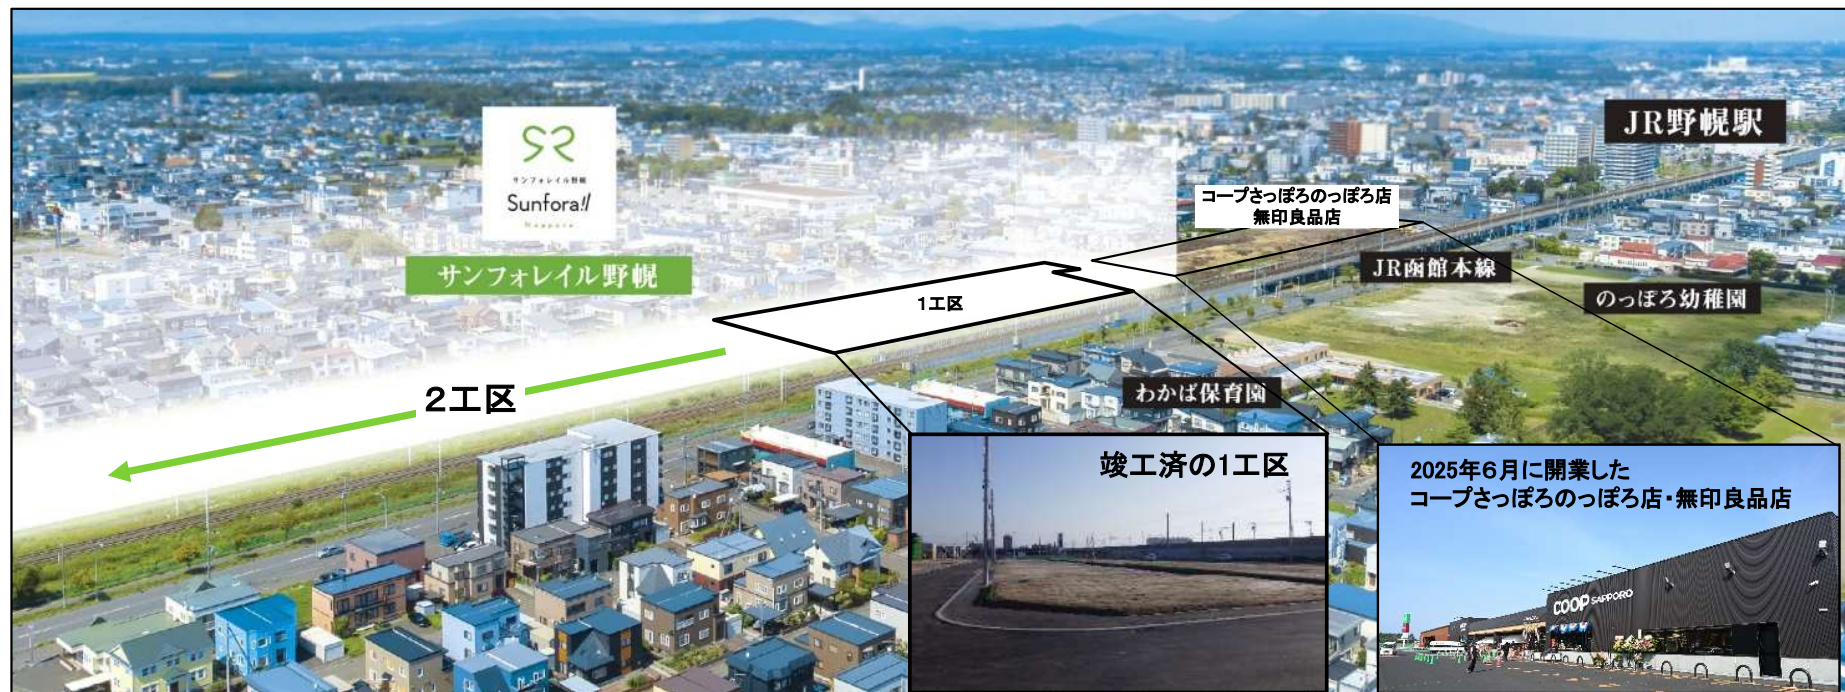 JR野幌駅
サンフォレイル野幌
Sunfora!!
Nopporo
サンフォレイル野幌
コープさっぽろのっぽろ店
無印良品店
JR函館本線
のっぽろ幼稚園
1工区
2工区
わかば保育園
竣工済の1工区
2025年6月に開業した
コープさっぽろのっぽろ店・無印良品店
COOP SAPPORO